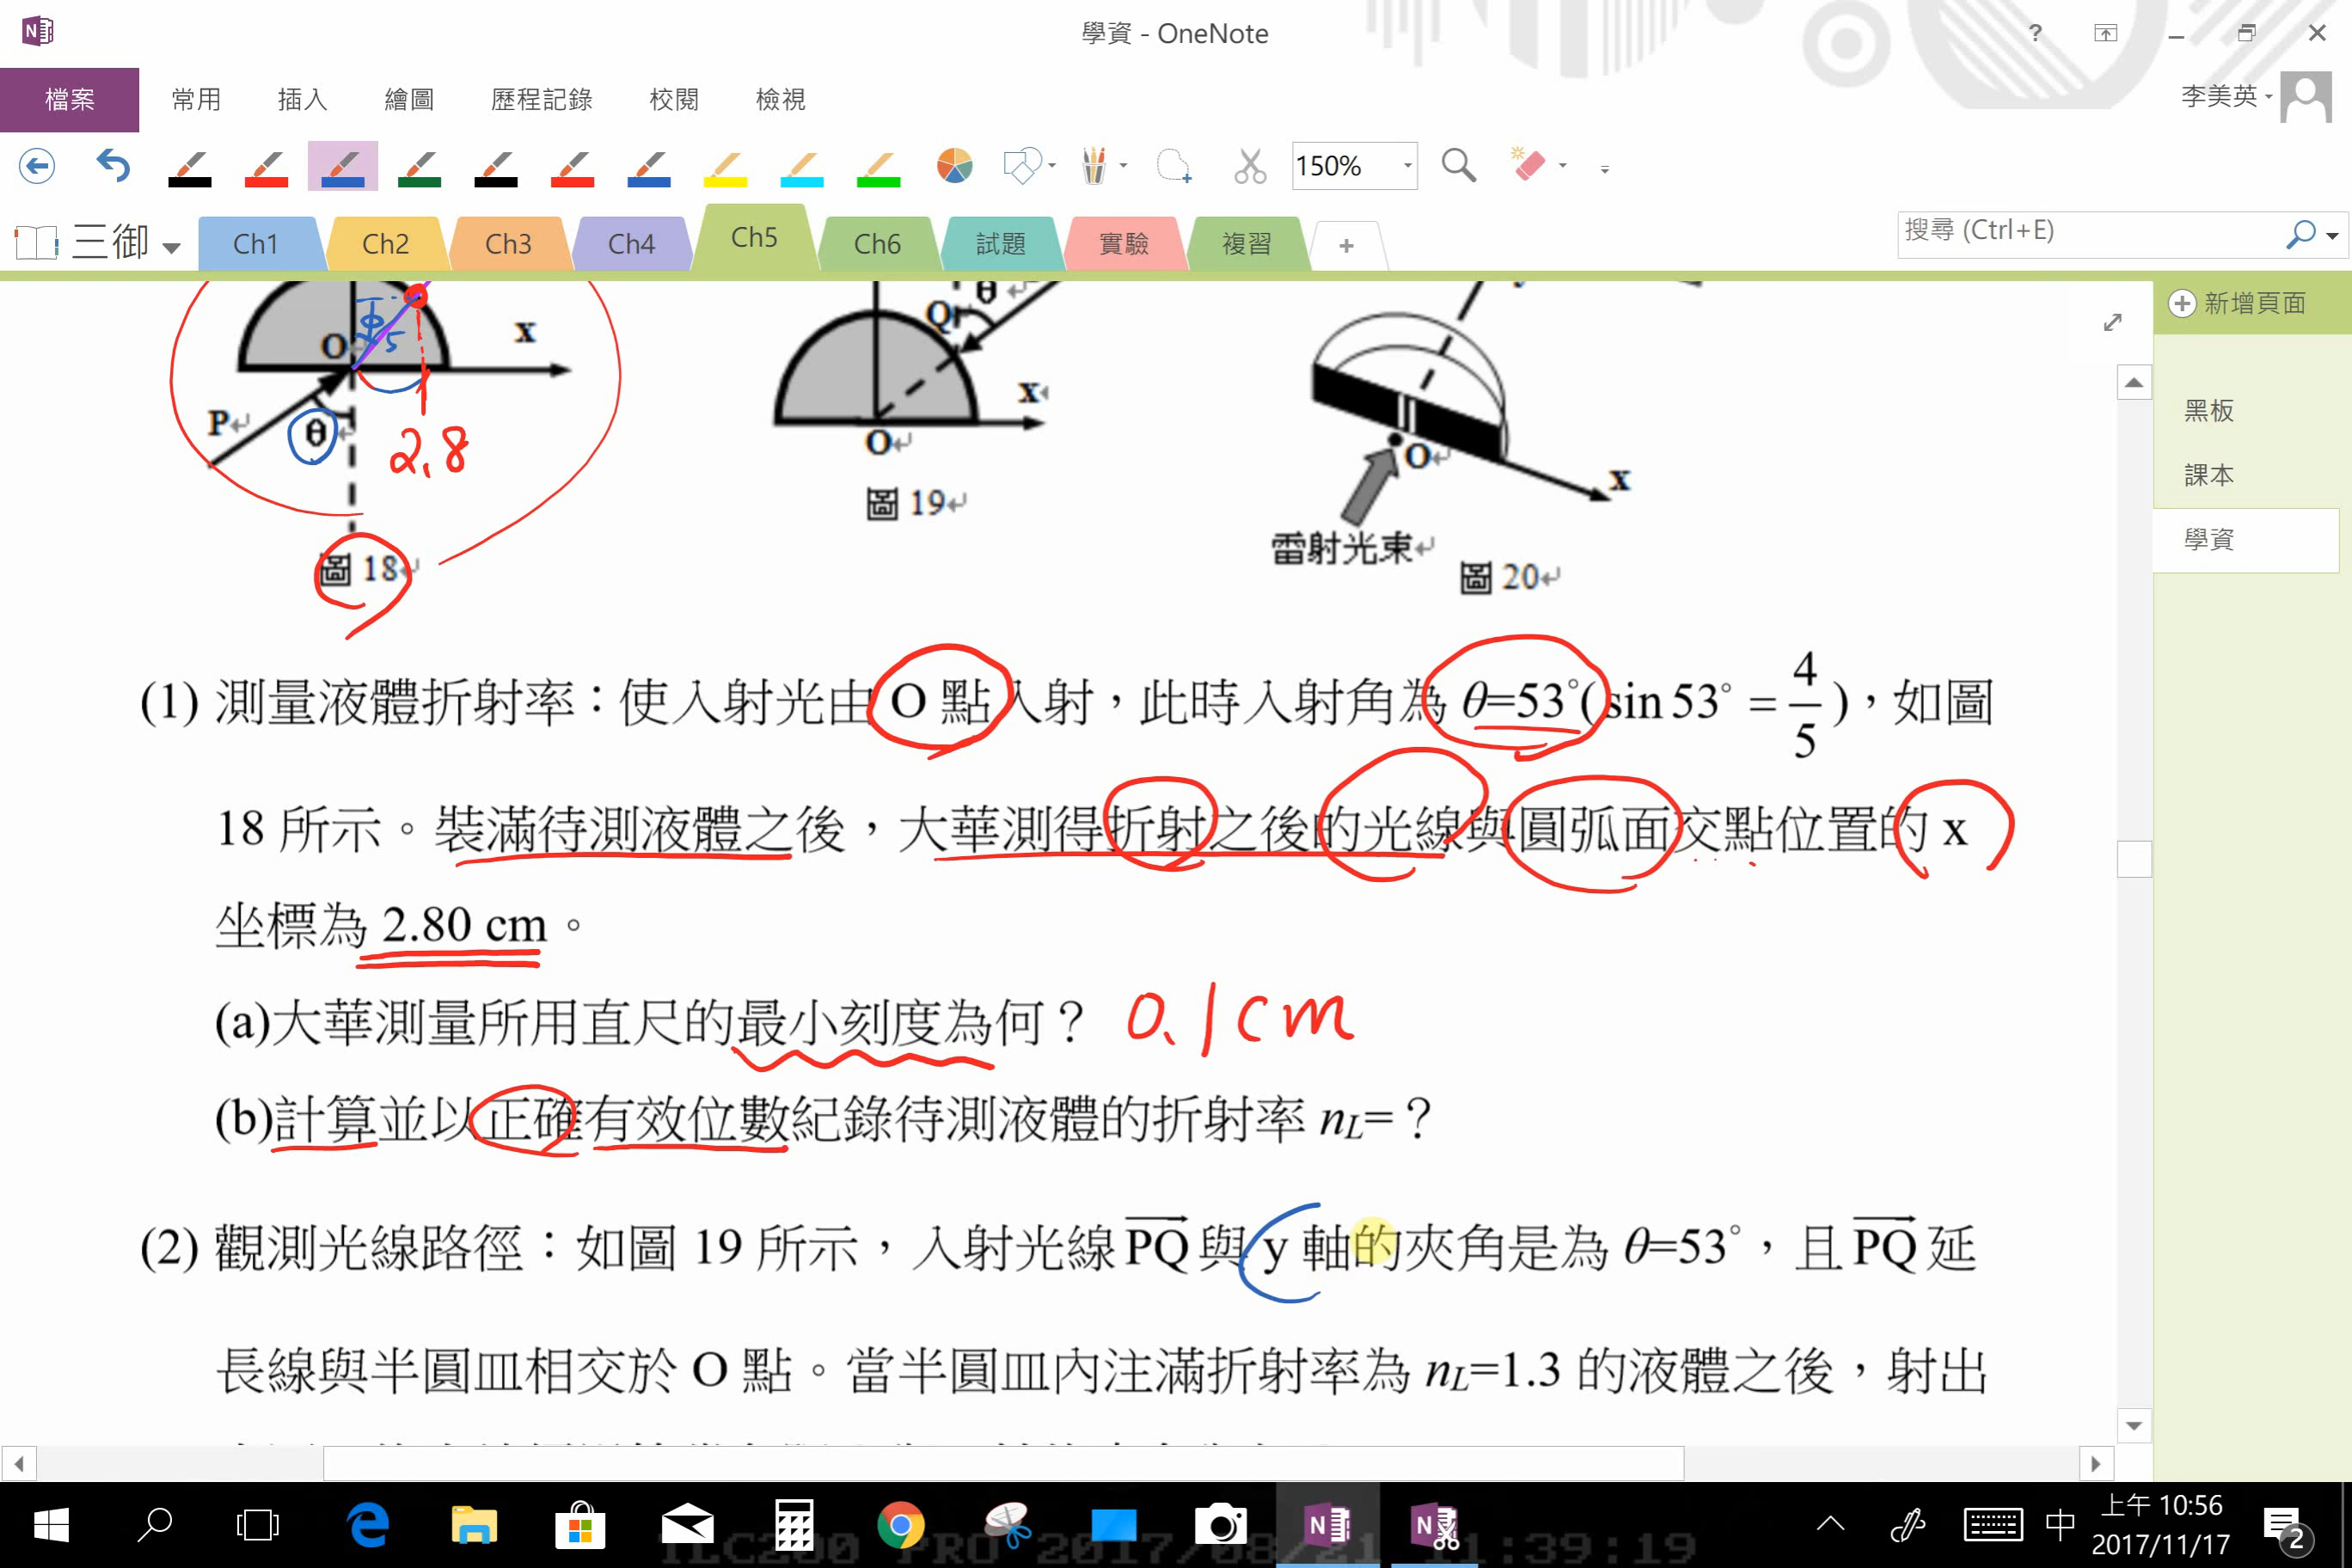 學資 - OneNote
?
檔案 常用 插入 繪圖 歷程記錄 校閱 檢視
李美英
150%
三御 Ch1 Ch2 Ch3 Ch4 Ch5 Ch6 試題 實驗 複習 +
搜尋 (Ctrl+E)
新增頁面
黑板
課本
學資
O 5 x
P θ 2.8
圖 18
Q θ
x
O
圖 19
O
x
雷射光束
圖 20
(1) 測量液體折射率：使入射光由 O 點入射，此時入射角為 θ=53°(sin 53° = 4/5)，如圖
18 所示。裝滿待測液體之後，大華測得折射之後的光線與圓弧面交點位置的 x
坐標為 2.80 cm。
(a)大華測量所用直尺的最小刻度為何？ 0.1cm
(b)計算並以正確有效位數紀錄待測液體的折射率 nL=？
(2) 觀測光線路徑：如圖 19 所示，入射光線 PQ 與 y 軸的夾角是為 θ=53°，且 PQ 延
長線與半圓皿相交於 O 點。當半圓皿內注滿折射率為 nL=1.3 的液體之後，射出
中 上午 10:56
2017/11/17
2
ILC200 PRO 2017/08/21 11:39:19